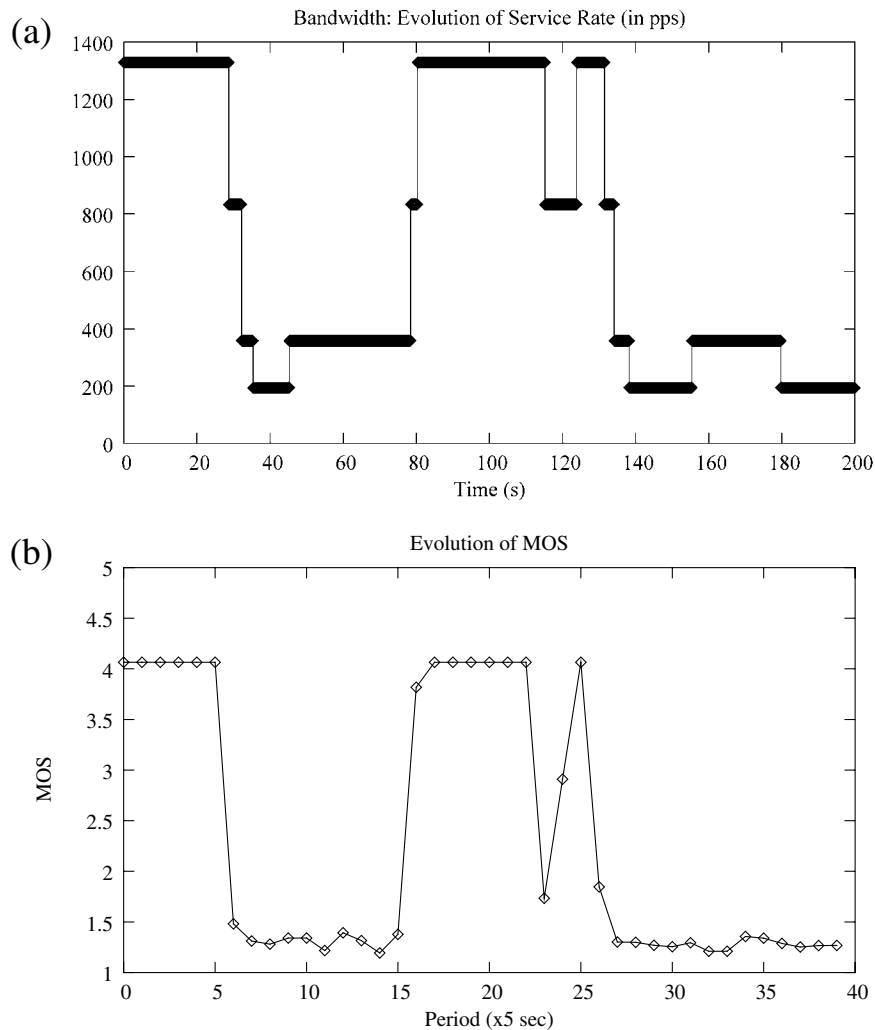 (a)
Bandwidth: Evolution of Service Rate (in pps)
1400
1200
1000
800
600
400
200
0
0 20 40 60 80 100 120 140 160 180 200
Time (s)
(b)
Evolution of MOS
5
4.5
4
3.5
3
2.5
2
1.5
1
MOS
0 5 10 15 20 25 30 35 40
Period (x5 sec)